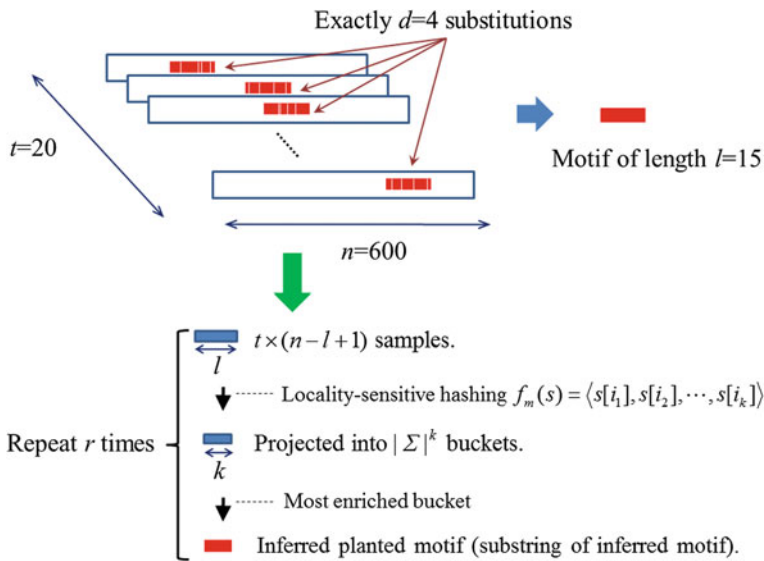 Exactly d=4 substitutions
t=20
Motif of length l=15
n=600
t×(n−l+1) samples.
l
Locality-sensitive hashing f_m(s) = ⟨s[i_1], s[i_2], ⋯, s[i_k]⟩
Repeat r times
Projected into |Σ|^k buckets.
k
Most enriched bucket
Inferred planted motif (substring of inferred motif).